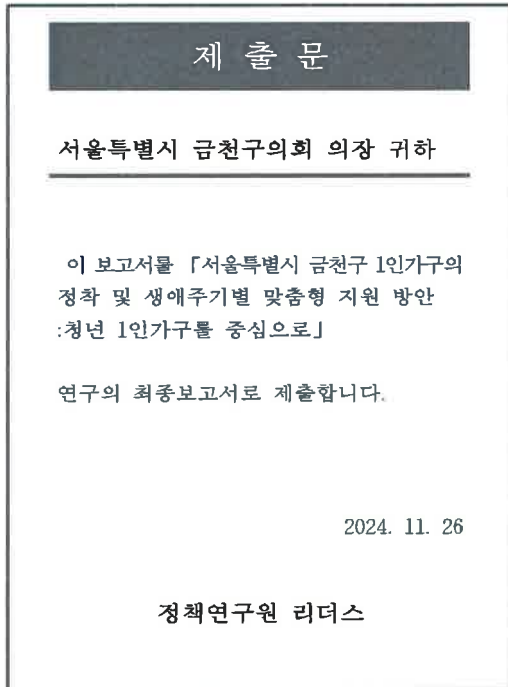 제 출 문
서울특별시 금천구의회 의장 귀하
이 보고서를 「서울특별시 금천구 1인가구의
정착 및 생애주기별 맞춤형 지원 방안
:청년 1인가구를 중심으로」
연구의 최종보고서로 제출합니다.
2024. 11. 26
정책연구원 리더스